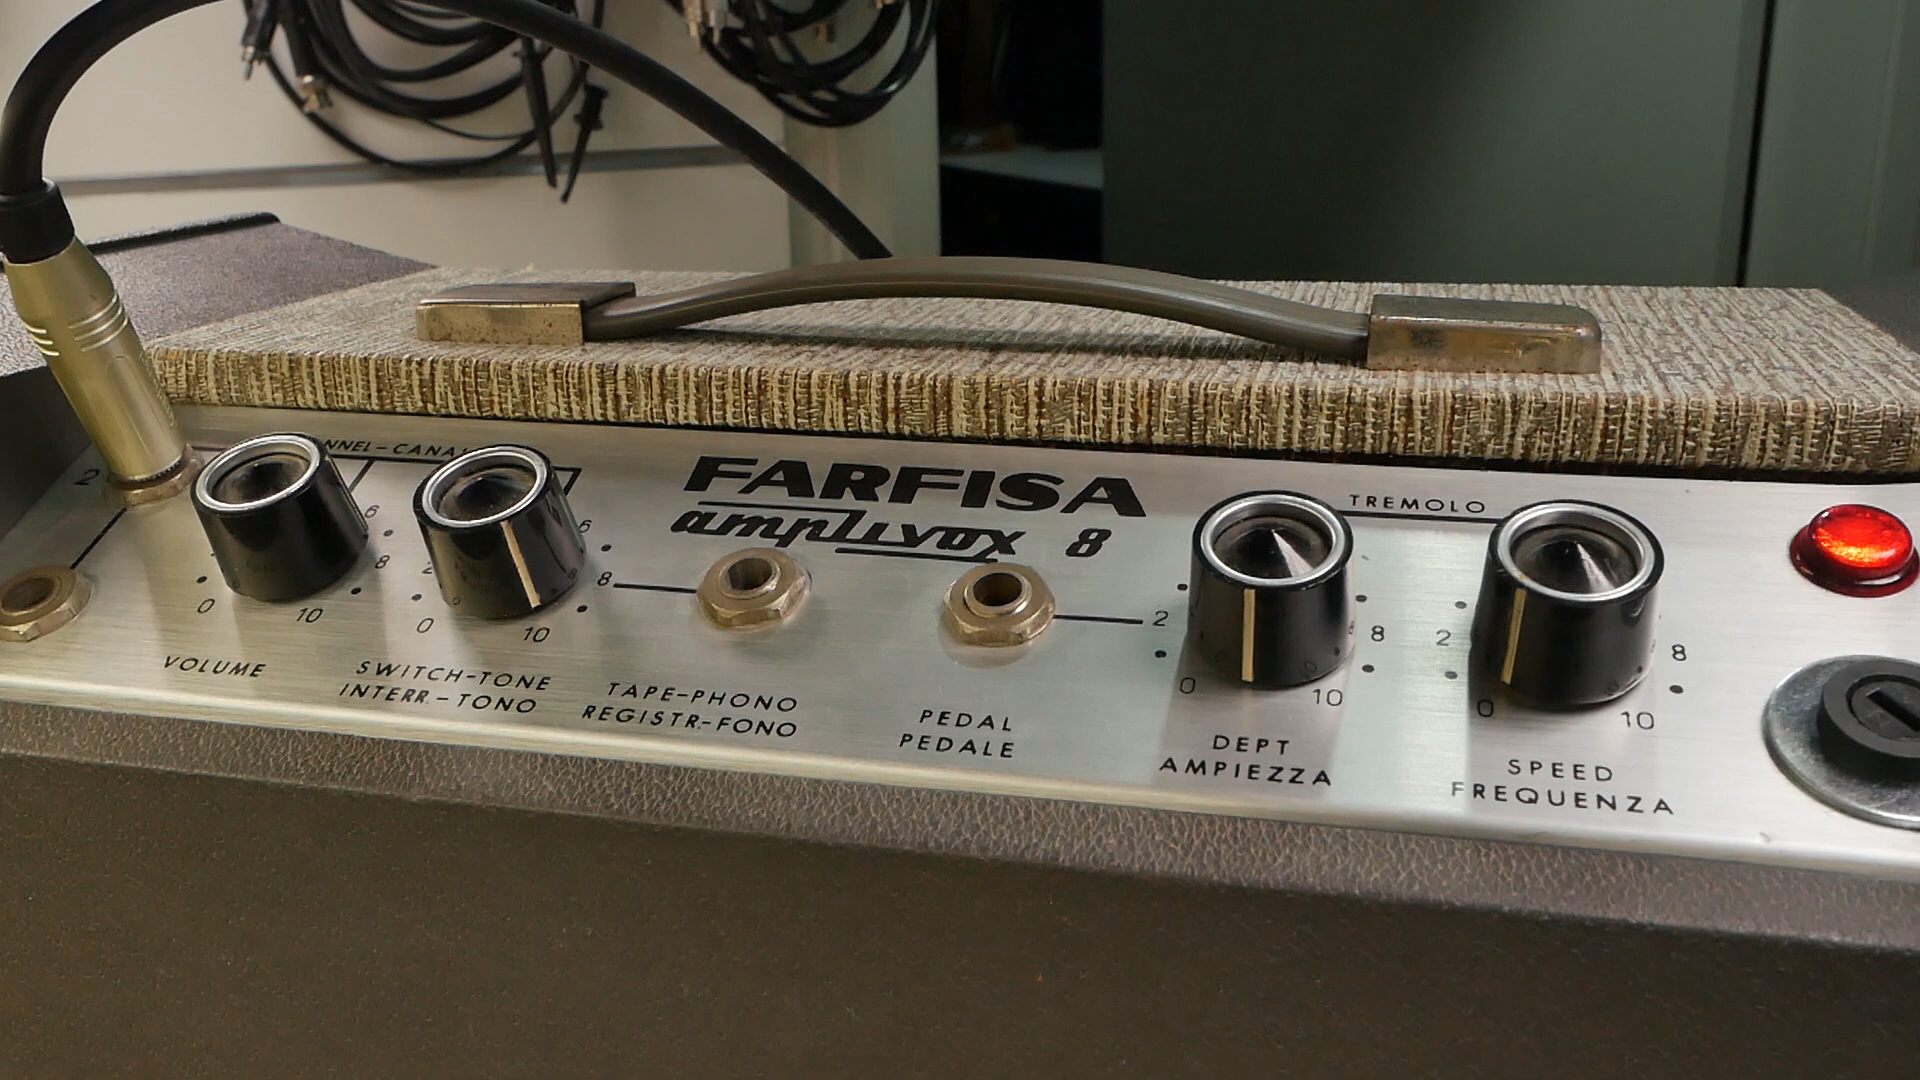 FARFISA
amplivox 8
TREMOLO
2
6
8
0
10
VOLUME
6
8
2
0
10
SWITCH-TONE
INTERR.-TONO
TAPE-PHONO
REGISTR-FONO
PEDAL
PEDALE
2
8
0
10
DEPT
AMPIEZZA
2
8
0
10
SPEED
FREQUENZA